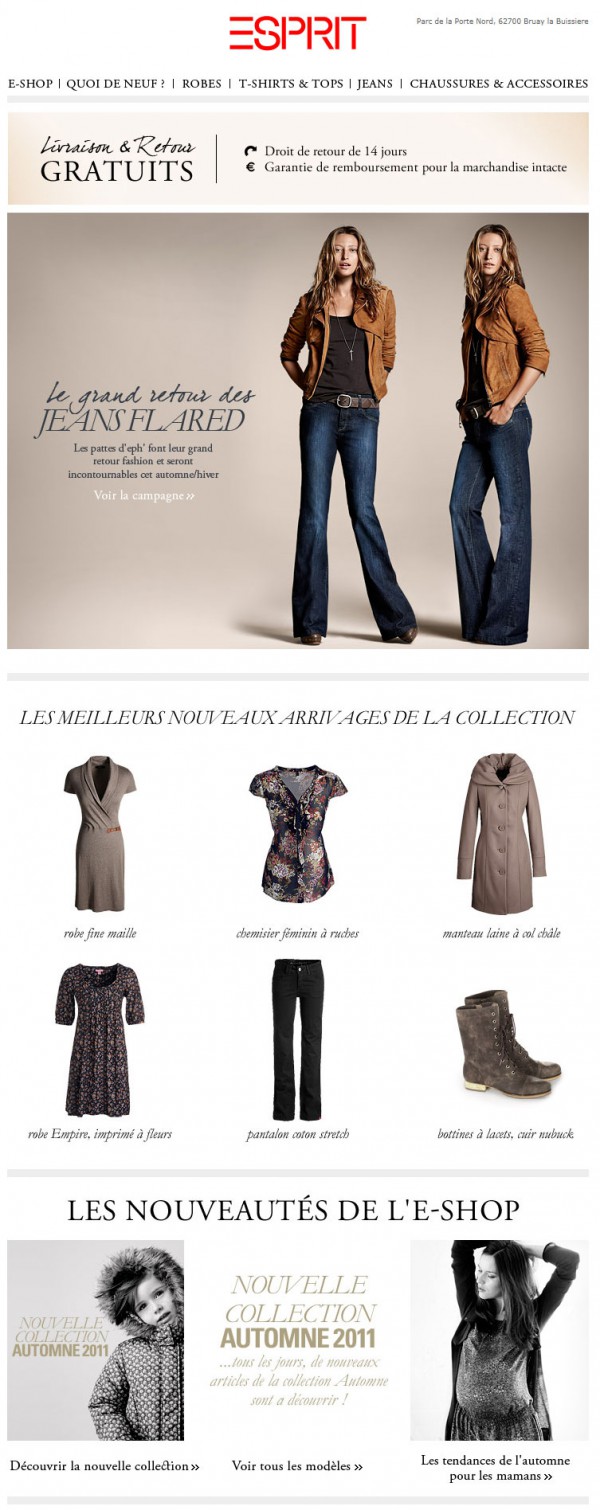 ESPRIT
Parc de la Porte Nord, 62700 Bruay la Buissiere
E-SHOP | QUOI DE NEUF ? | ROBES | T-SHIRTS & TOPS | JEANS | CHAUSSURES & ACCESSOIRES
Livraison & Retour
GRATUITS
Droit de retour de 14 jours
€ Garantie de remboursement pour la marchandise intacte
Le grand retour des
JEANS FLARED
Les pattes d'eph' font leur grand
retour fashion et seront
incontournables cet automne/hiver
Voir la campagne »
LES MEILLEURS NOUVEAUX ARRIVAGES DE LA COLLECTION
robe fine maille
chemisier féminin à ruches
manteau laine à col châle
robe Empire, imprimé à fleurs
pantalon coton stretch
bottines à lacets, cuir nubuck
LES NOUVEAUTÉS DE L'E-SHOP
NOUVELLE
COLLECTION
AUTOMNE 2011
NOUVELLE
COLLECTION
AUTOMNE 2011
...tous les jours, de nouveaux
articles de la collection Automne
sont a découvrir !
Découvrir la nouvelle collection »
Voir tous les modèles »
Les tendances de l'automne
pour les mamans »